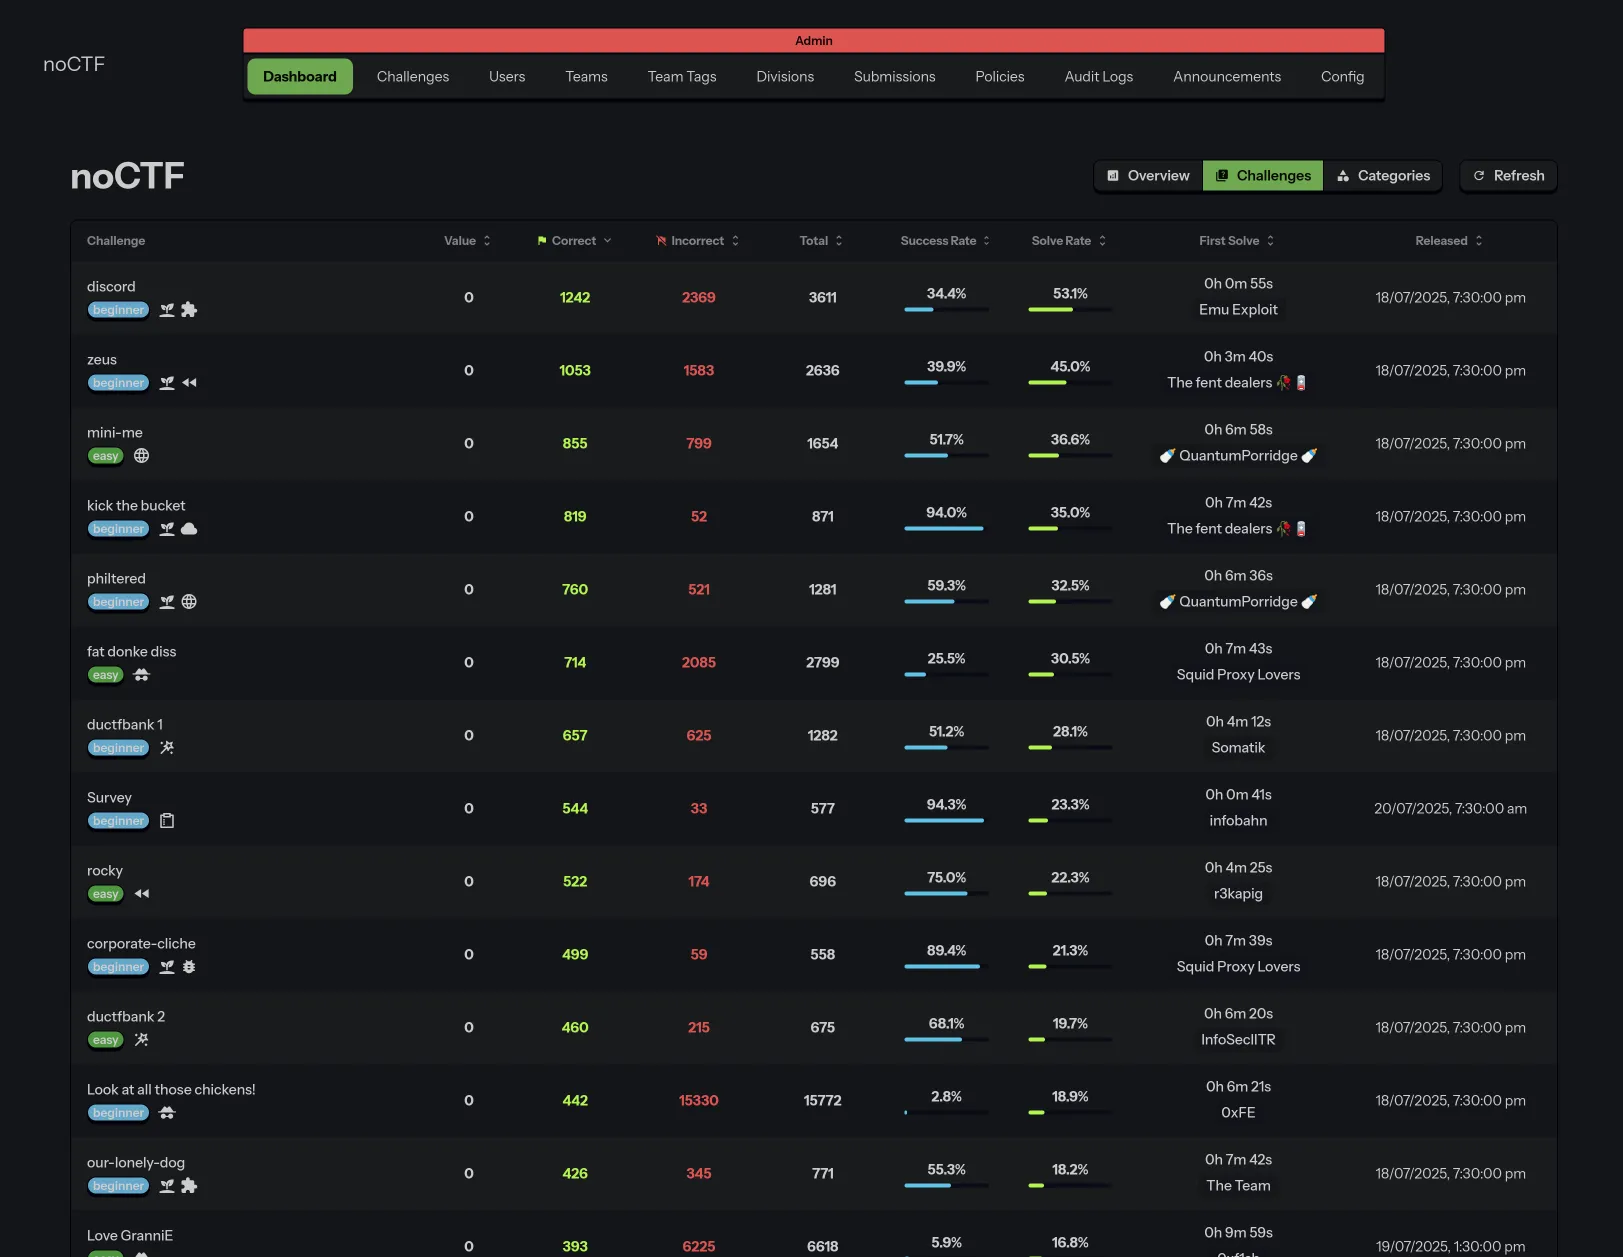 Admin
noCTF
Dashboard Challenges Users Teams Team Tags Divisions Submissions Policies Audit Logs Announcements Config
noCTF
Overview Challenges Categories Refresh
Challenge Value Correct Incorrect Total Success Rate Solve Rate First Solve Released
discord
beginner
0 1242 2369 3611 34.4% 53.1% 0h 0m 55s
Emu Exploit
18/07/2025, 7:30:00 pm
zeus
beginner
0 1053 1583 2636 39.9% 45.0% 0h 3m 40s
The fent dealers 🥀🔋
18/07/2025, 7:30:00 pm
mini-me
easy
0 855 799 1654 51.7% 36.6% 0h 6m 58s
🍼 QuantumPorridge 🍼
18/07/2025, 7:30:00 pm
kick the bucket
beginner
0 819 52 871 94.0% 35.0% 0h 7m 42s
The fent dealers 🥀🔋
18/07/2025, 7:30:00 pm
philtered
beginner
0 760 521 1281 59.3% 32.5% 0h 6m 36s
🍼 QuantumPorridge 🍼
18/07/2025, 7:30:00 pm
fat donke diss
easy
0 714 2085 2799 25.5% 30.5% 0h 7m 43s
Squid Proxy Lovers
18/07/2025, 7:30:00 pm
ductfbank 1
beginner
0 657 625 1282 51.2% 28.1% 0h 4m 12s
Somatik
18/07/2025, 7:30:00 pm
Survey
beginner
0 544 33 577 94.3% 23.3% 0h 0m 41s
infobahn
20/07/2025, 7:30:00 am
rocky
easy
0 522 174 696 75.0% 22.3% 0h 4m 25s
r3kapig
18/07/2025, 7:30:00 pm
corporate-cliche
beginner
0 499 59 558 89.4% 21.3% 0h 7m 39s
Squid Proxy Lovers
18/07/2025, 7:30:00 pm
ductfbank 2
easy
0 460 215 675 68.1% 19.7% 0h 6m 20s
InfoSecIITR
18/07/2025, 7:30:00 pm
Look at all those chickens!
beginner
0 442 15330 15772 2.8% 18.9% 0h 6m 21s
0xFE
18/07/2025, 7:30:00 pm
our-lonely-dog
beginner
0 426 345 771 55.3% 18.2% 0h 7m 42s
The Team
18/07/2025, 7:30:00 pm
Love GranniE
0 393 6225 6618 5.9% 16.8% 0h 9m 59s
19/07/2025, 1:30:00 pm